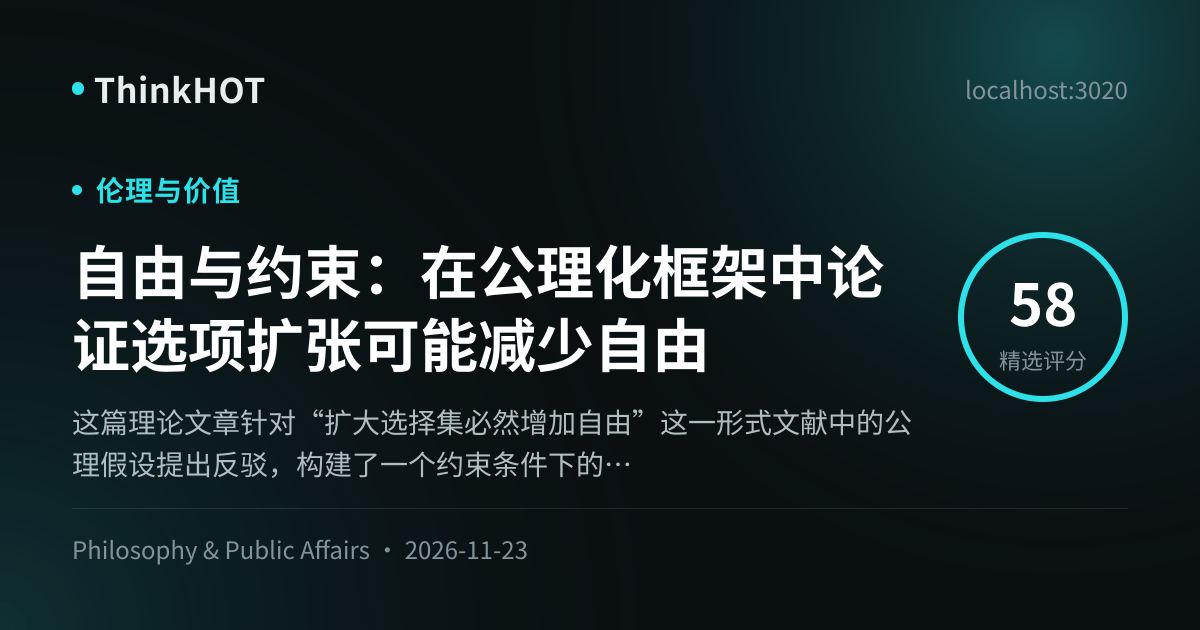 ThinkHOT
localhost:3020
伦理与价值
自由与约束：在公理化框架中论
证选项扩张可能减少自由
58
精选评分
这篇理论文章针对“扩大选择集必然增加自由”这一形式文献中的公
理假设提出反驳，构建了一个约束条件下的…
Philosophy & Public Affairs · 2026-11-23